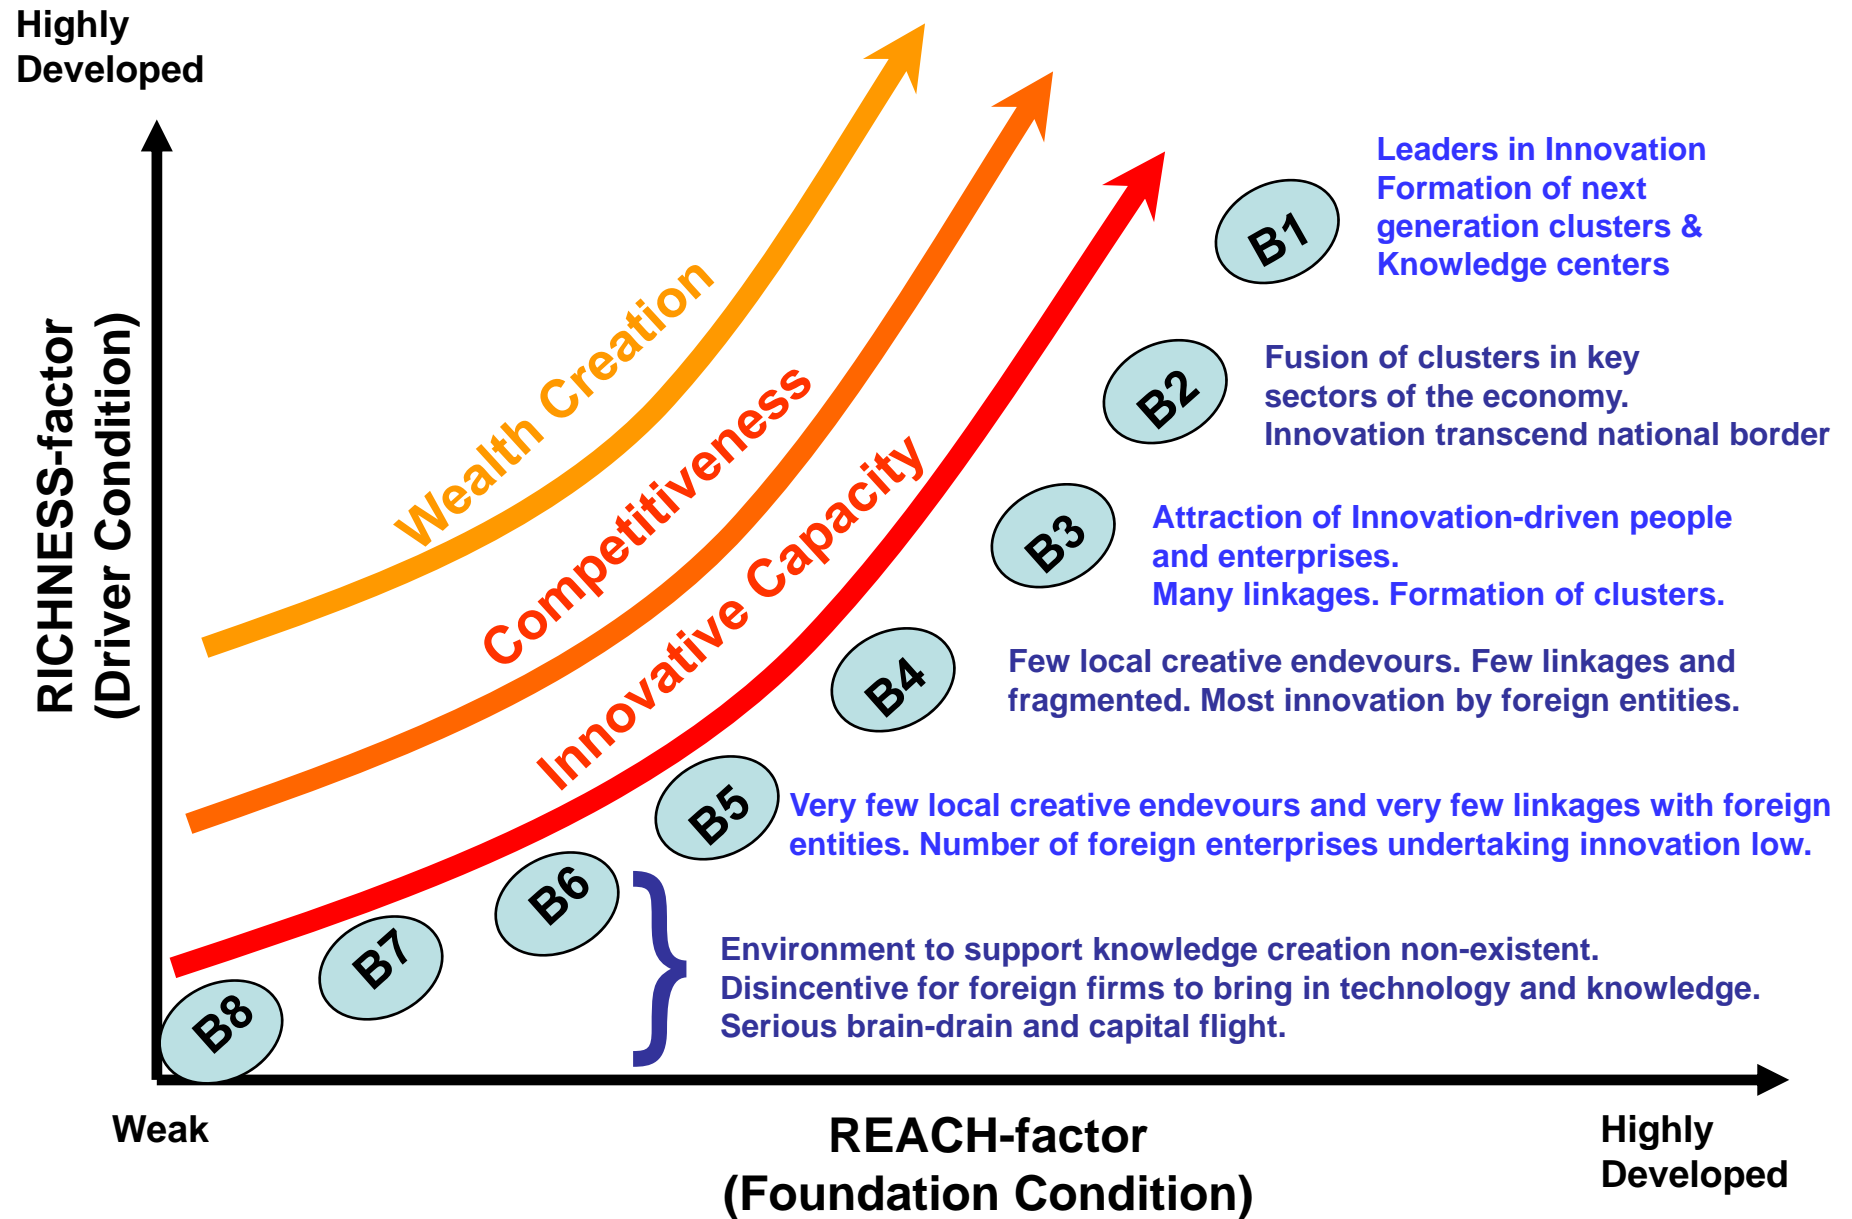 Highly
Developed
RICHNESS-factor
(Driver Condition)
Wealth Creation
Competitiveness
Innovative Capacity
B1
Leaders in Innovation
Formation of next
generation clusters &
Knowledge centers
B2
Fusion of clusters in key
sectors of the economy.
Innovation transcend national border
B3
Attraction of Innovation-driven people
and enterprises.
Many linkages. Formation of clusters.
B4
Few local creative endevours. Few linkages and
fragmented. Most innovation by foreign entities.
B5
Very few local creative endevours and very few linkages with foreign
entities. Number of foreign enterprises undertaking innovation low.
B6
B7
B8
}
Environment to support knowledge creation non-existent.
Disincentive for foreign firms to bring in technology and knowledge.
Serious brain-drain and capital flight.
Weak
REACH-factor
(Foundation Condition)
Highly
Developed